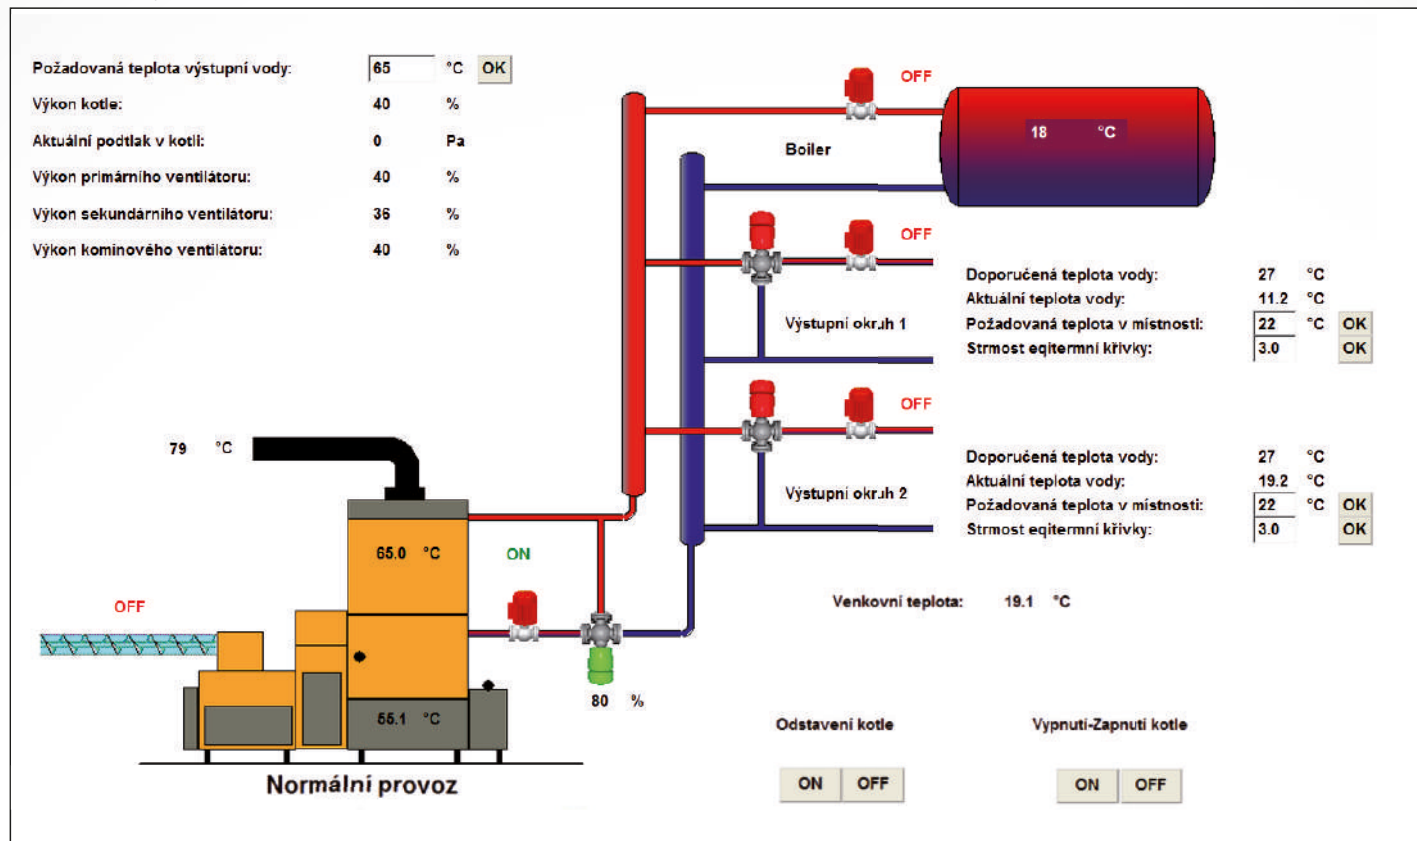 Požadovaná teplota výstupní vody: 65 °C OK
Výkon kotle: 40 %
Aktuální podtlak v kotli: 0 Pa
Výkon primárního ventilátoru: 40 %
Výkon sekundárního ventilátoru: 36 %
Výkon komínového ventilátoru: 40 %
OFF
18 °C
Boiler
OFF
Doporučená teplota vody: 27 °C
Aktuální teplota vody: 11.2 °C
Výstupní okruh 1
Požadovaná teplota v místnosti: 22 °C OK
Strmost eqitermní křivky: 3.0 OK
OFF
Doporučená teplota vody: 27 °C
Aktuální teplota vody: 19.2 °C
Výstupní okruh 2
Požadovaná teplota v místnosti: 22 °C OK
Strmost eqitermní křivky: 3.0 OK
79 °C
65.0 °C
ON
OFF
Venkovní teplota: 19.1 °C
80 %
55.1 °C
Normální provoz
Odstavení kotle
ON OFF
Vypnutí-Zapnutí kotle
ON OFF